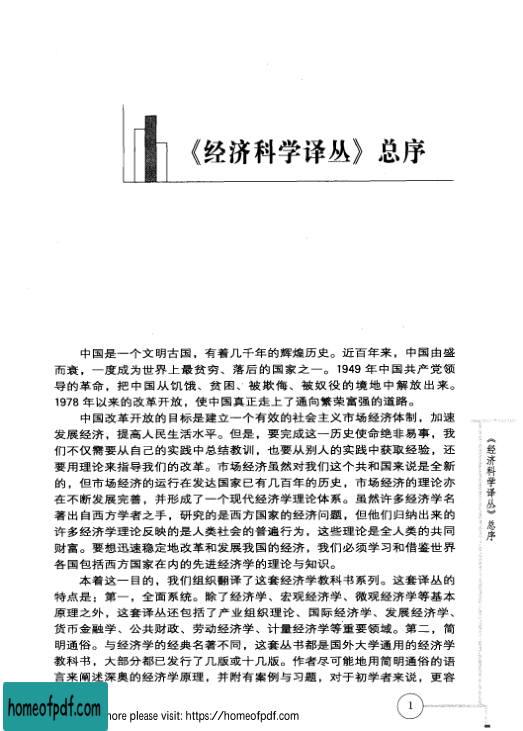 《经济科学译丛》总序
中国是一个文明古国，有着几千年的辉煌历史。近百年来，中国由盛
而衰，一度成为世界上最贫穷、落后的国家之一。1949 年中国共产党领
导的革命，把中国从饥饿、贫困、被欺侮、被奴役的境地中解放出来。
1978 年以来的改革开放，使中国真正走上了通向繁荣富强的道路。
中国改革开放的目标是建立一个有效的社会主义市场经济体制，加速
发展经济，提高人民生活水平。但是，要完成这一历史使命绝非易事，我
们不仅需要从自己的实践中总结教训，也要从别人的实践中获取经验，还
要用理论来指导我们的改革。市场经济虽然对我们这个共和国来说是全新
的，但市场经济的运行在发达国家已有几百年的历史，市场经济的理论亦
在不断发展完善，并形成了一个现代经济学理论体系。虽然许多经济学名
著出自西方学者之手，研究的是西方国家的经济问题，但他们归纳出来的
许多经济学理论反映的是人类社会的普遍行为，这些理论是全人类的共同
财富。要想迅速稳定地改革和发展我国的经济，我们必须学习和借鉴世界
各国包括西方国家在内的先进经济学的理论与知识。
本着这一目的，我们组织翻译了这套经济学教科书系列。这套译丛的
特点是：第一，全面系统。除了经济学、宏观经济学、微观经济学等基本
原理之外，这套译丛还包括了产业组织理论、国际经济学、发展经济学、
货币金融学、公共财政、劳动经济学、计量经济学等重要领域。第二，简
明通俗。与经济学的经典名著不同，这套丛书都是国外大学通用的经济学
教科书，大部分都已发行了几版或十几版。作者尽可能地用简明通俗的语
言来阐述深奥的经济学原理，并附有案例与习题，对于初学者来说，更容
《经济科学译丛》总序
1
homeofpdf.com
more please visit: https://homeofpdf.com